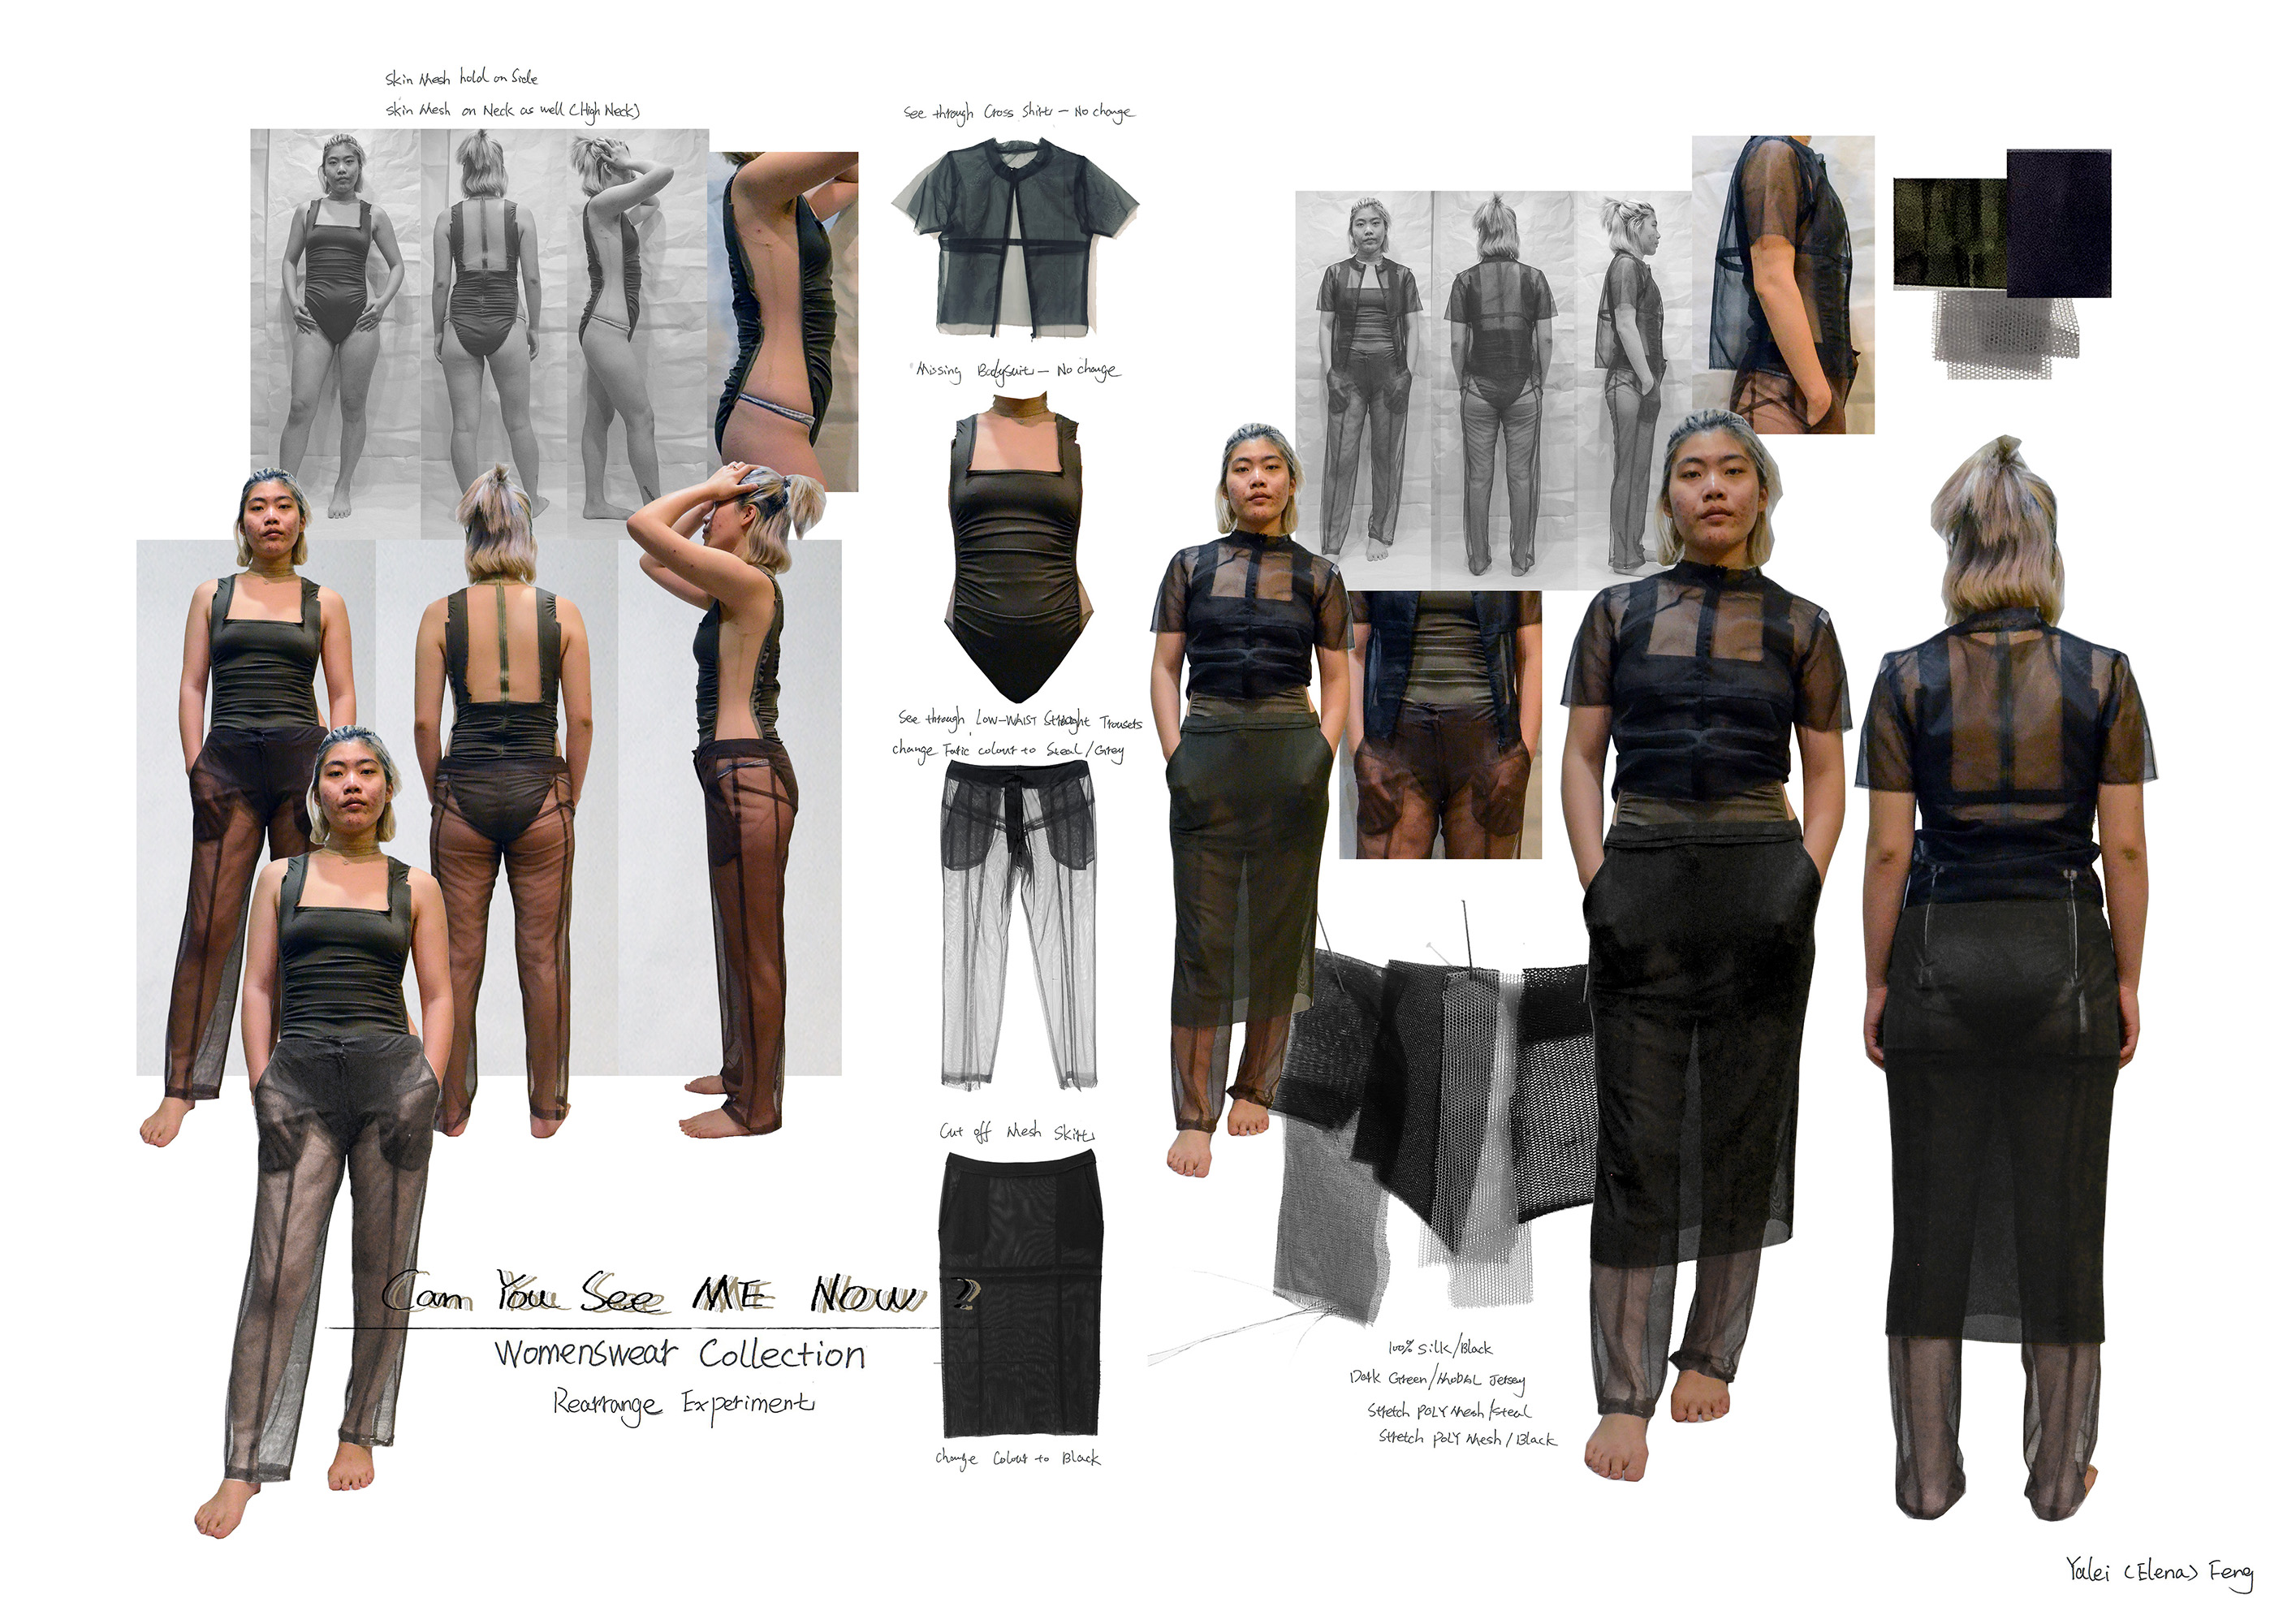 Skin Mesh hold on Side
Skin Mesh on Neck as well (High Neck)
See through Cross Shirt — No change
Missing Bodysuit — No change
See through Low-WAIST Straight Trousers
change Fabric colour to Steal/Grey
Cut off Mesh Skirt
Change Colour to Black
Can You See ME Now ?
Womenswear Collection
Rearrange Experiment
100% Silk/Black
Dark Green/MODAL Jersey
Stretch POLY Mesh/Steal
Stretch POLY Mesh/Black
Yalei (Elena) Feng